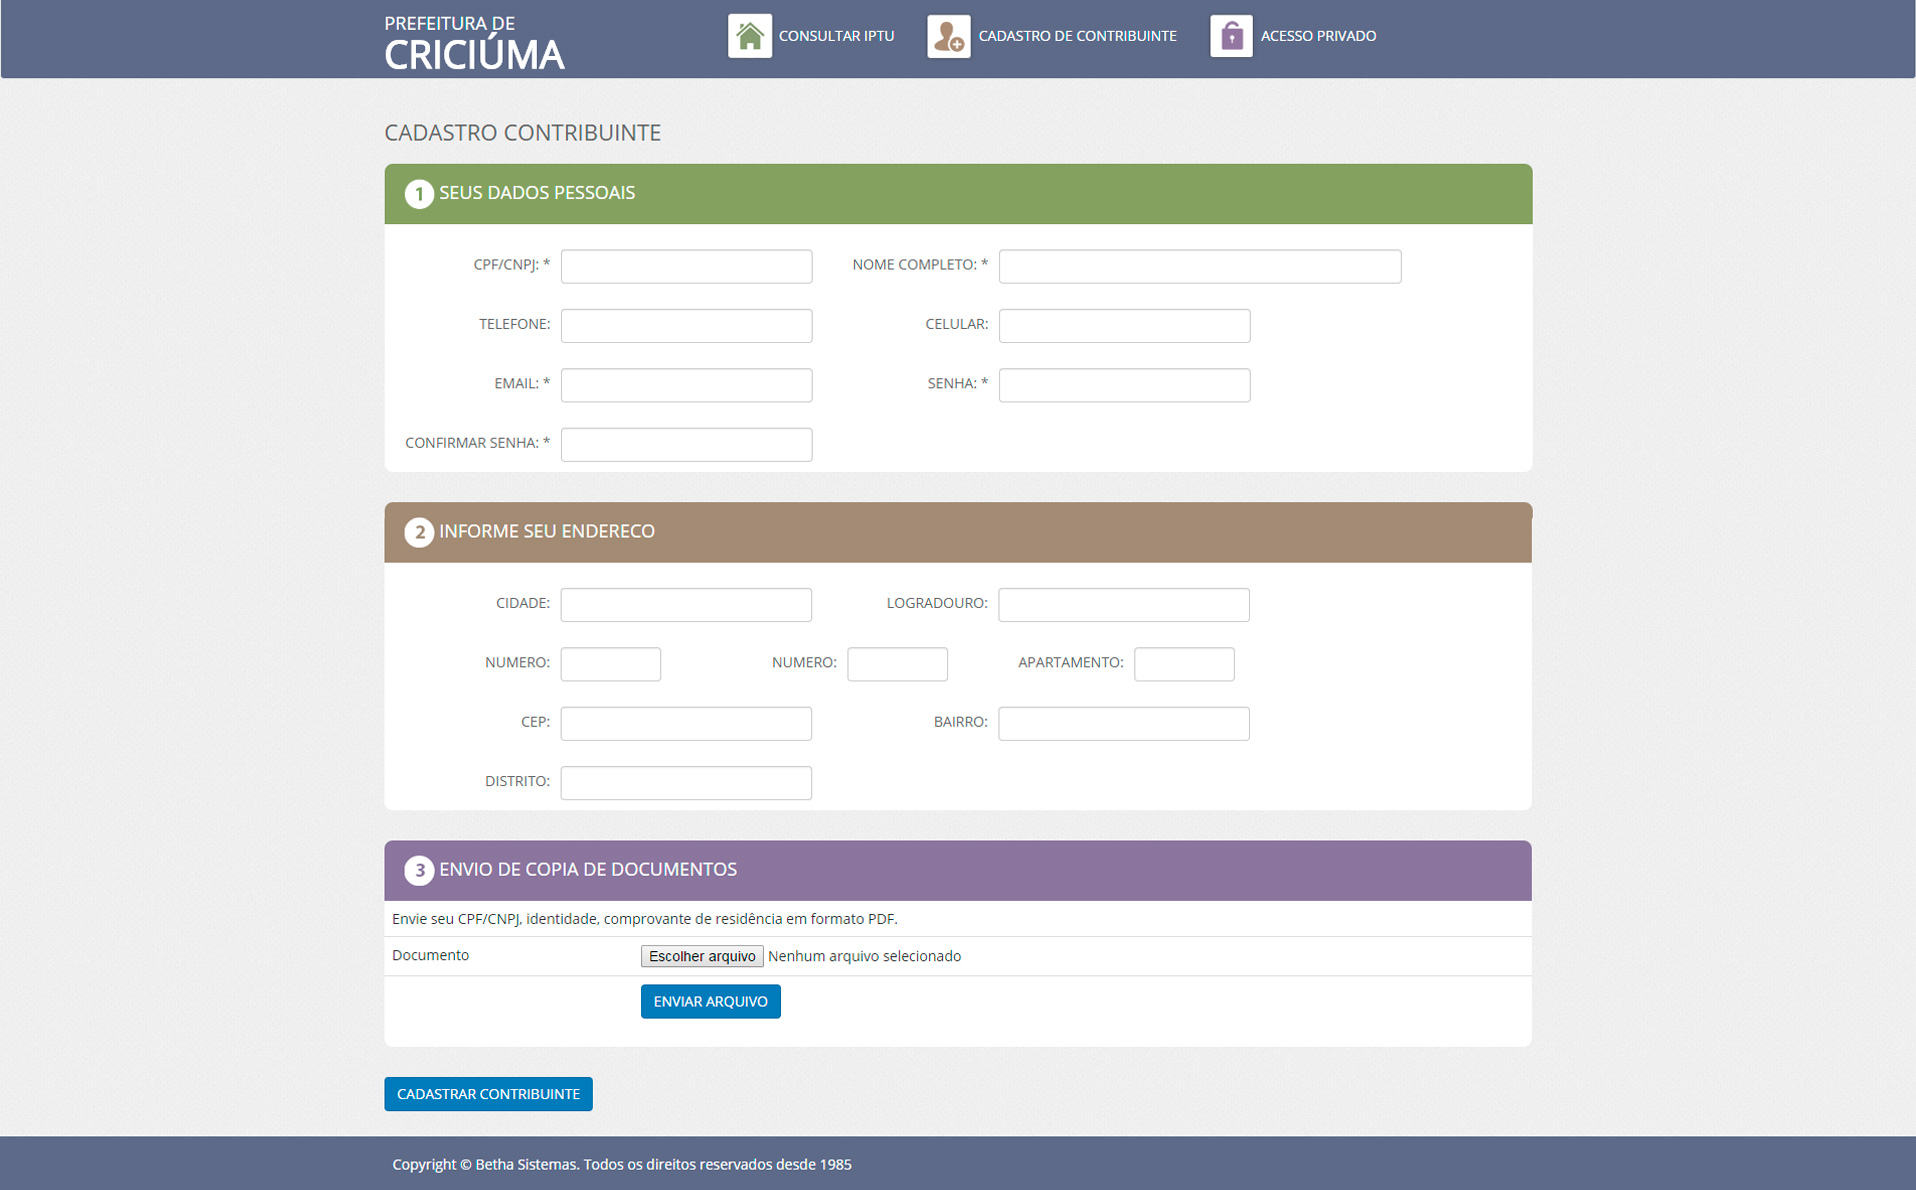 PREFEITURA DE
CRICIÚMA
CONSULTAR IPTU
CADASTRO DE CONTRIBUINTE
ACESSO PRIVADO
CADASTRO CONTRIBUINTE
1 SEUS DADOS PESSOAIS
CPF/CNPJ: *
NOME COMPLETO: *
TELEFONE:
CELULAR:
EMAIL: *
SENHA: *
CONFIRMAR SENHA: *
2 INFORME SEU ENDERECO
CIDADE:
LOGRADOURO:
NUMERO:
NUMERO:
APARTAMENTO:
CEP:
BAIRRO:
DISTRITO:
3 ENVIO DE COPIA DE DOCUMENTOS
Envie seu CPF/CNPJ, identidade, comprovante de residência em formato PDF.
Documento
Escolher arquivo Nenhum arquivo selecionado
ENVIAR ARQUIVO
CADASTRAR CONTRIBUINTE
Copyright © Betha Sistemas. Todos os direitos reservados desde 1985